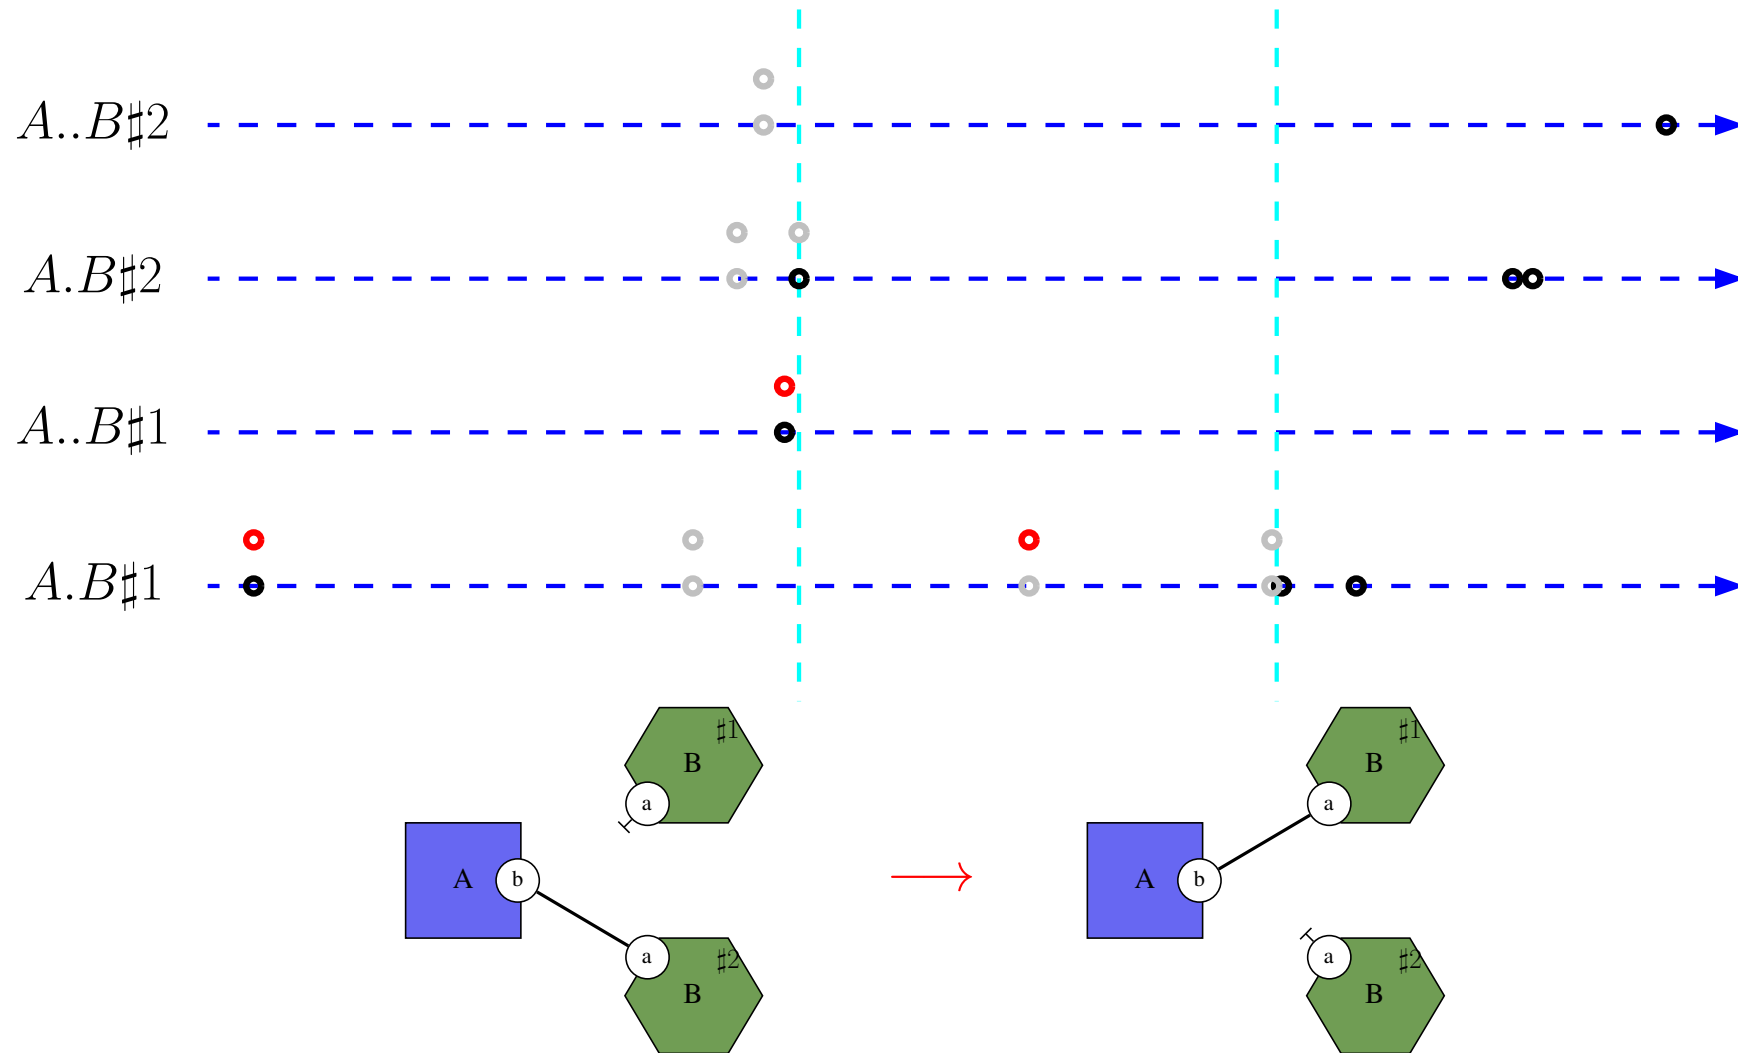 A..B♯2
A.B♯2
A..B♯1
A.B♯1
♯1 ♯1
B B
a a
A b A b
a ♯2 a ♯2
B B